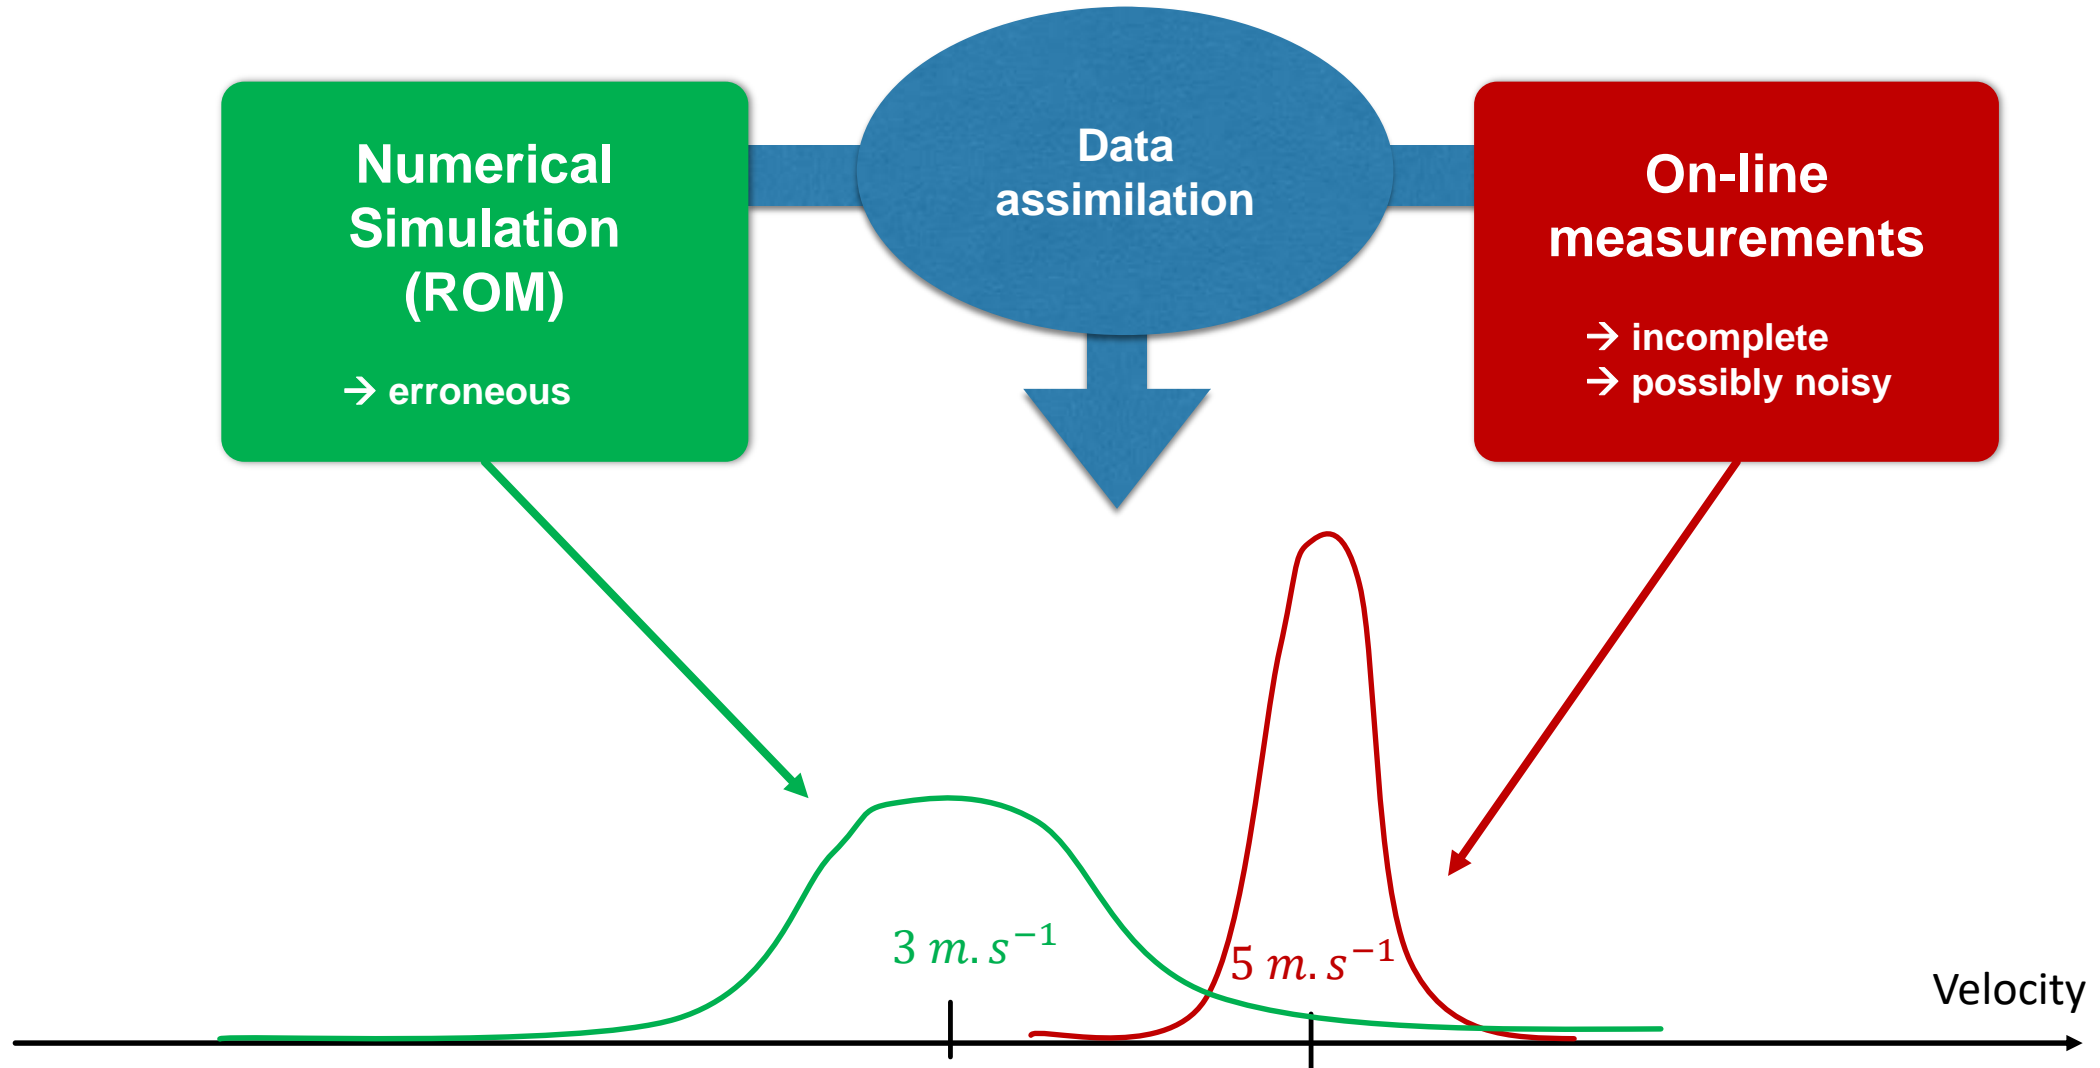 Numerical
Simulation
(ROM)
→ erroneous
Data
assimilation
On-line
measurements
→ incomplete
→ possibly noisy
3 m.s⁻¹
5 m.s⁻¹
Velocity